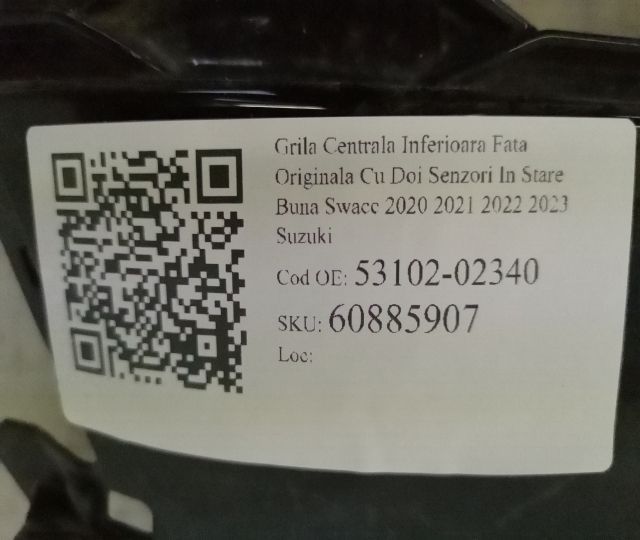 Grila Centrala Inferioara Fata
Originala Cu Doi Senzori In Stare
Buna Swace 2020 2021 2022 2023
Suzuki
Cod OE: 53102-02340
SKU: 60885907
Loc: